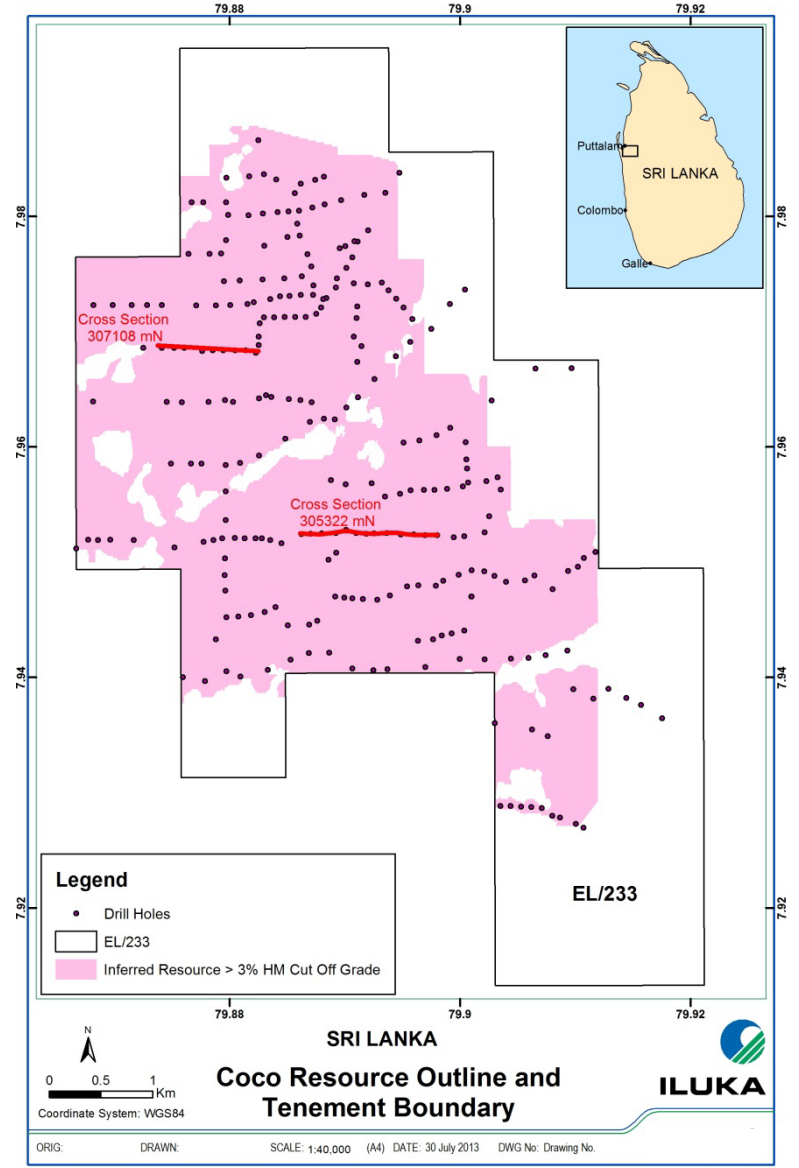 79.88
79.9
79.92
Puttalam
SRI LANKA
Colombo
Galle
7.98
7.98
Cross Section
307108 mN
7.96
7.96
Cross Section
305322 mN
7.94
7.94
EL/233
7.92
7.92
Legend
Drill Holes
EL/233
Inferred Resource > 3% HM Cut Off Grade
79.88
79.9
79.92
N
0 0.5 1
Km
Coordinate System: WGS84
SRI LANKA
Coco Resource Outline and
Tenement Boundary
ILUKA
ORIG: DRAWN: SCALE: 1:40,000 (A4) DATE: 30 July 2013 DWG No: Drawing No.